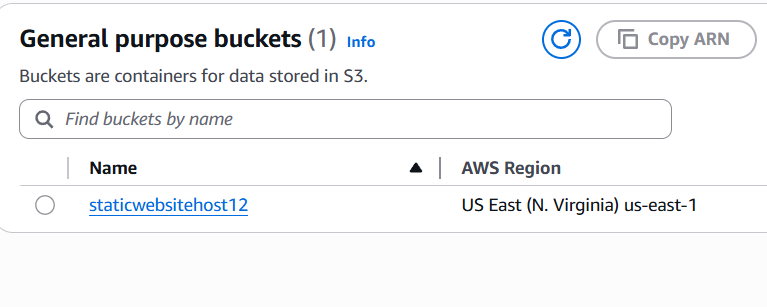 General purpose buckets (1) Info
Copy ARN
Buckets are containers for data stored in S3.
Find buckets by name
Name AWS Region
staticwebsitehost12 US East (N. Virginia) us-east-1